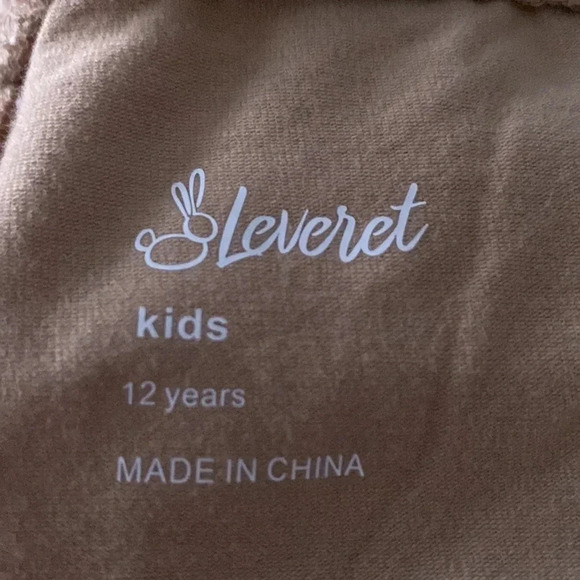 Leveret
kids
12 years
MADE IN CHINA